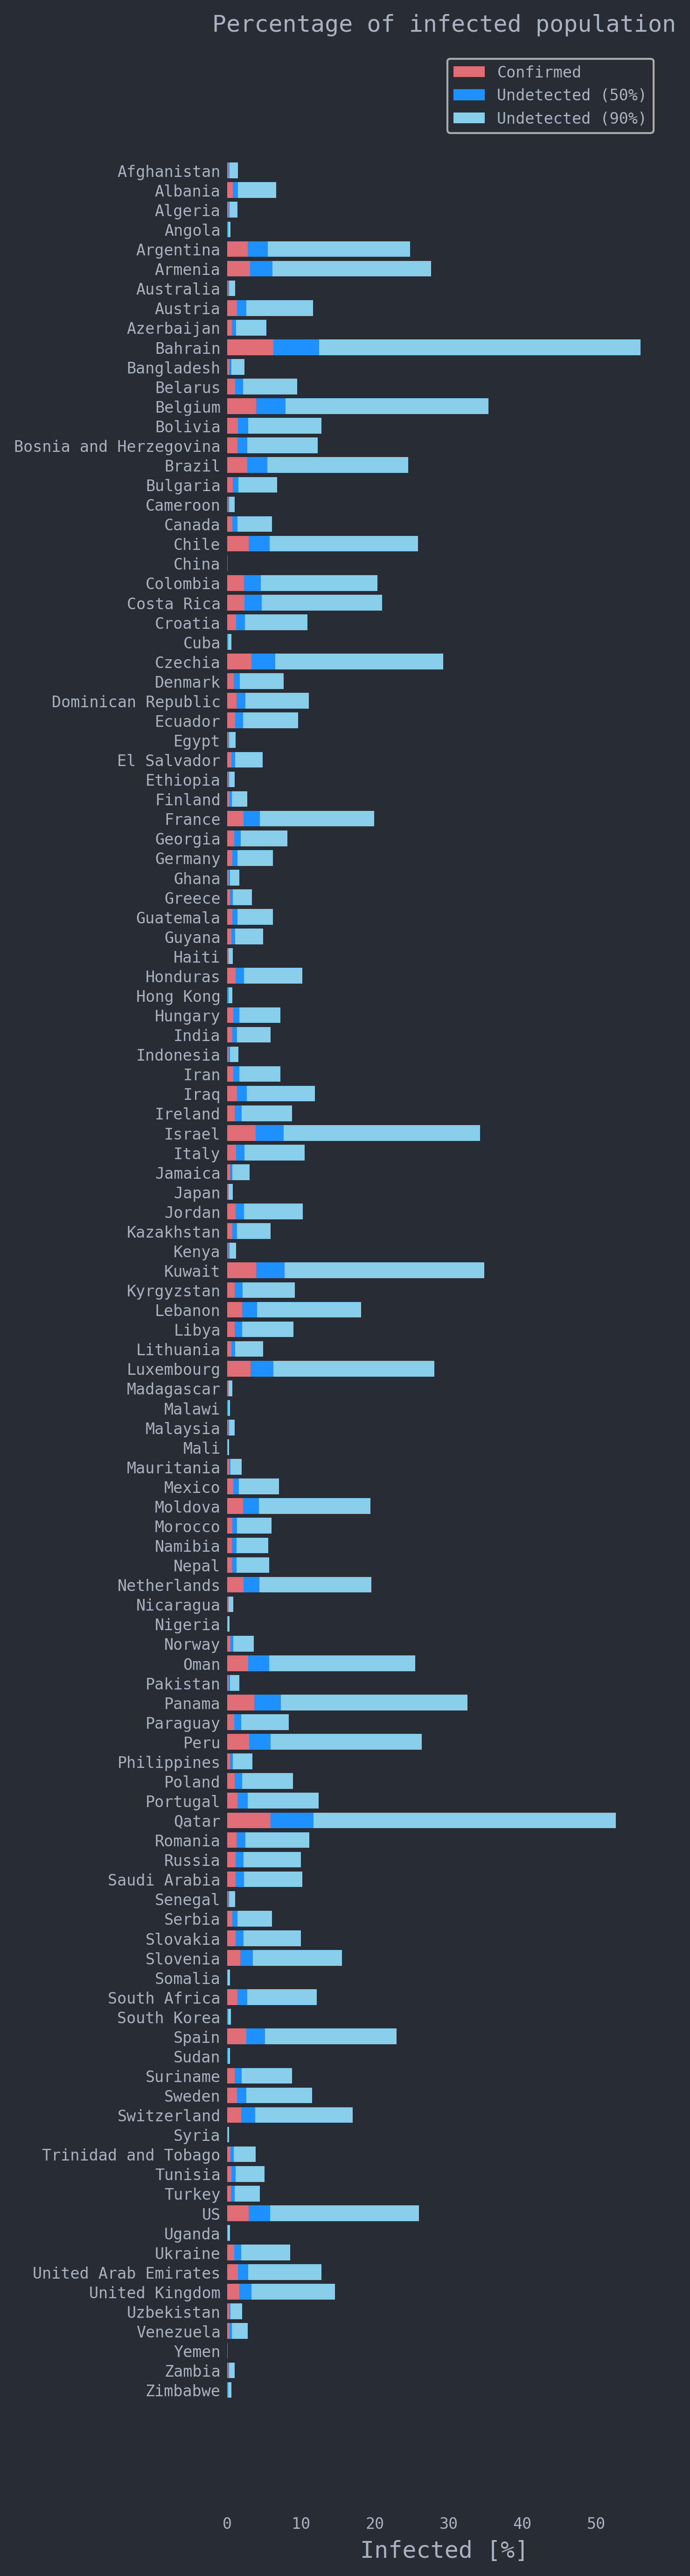 Percentage of infected population
Confirmed
Undetected (50%)
Undetected (90%)
Afghanistan
Albania
Algeria
Angola
Argentina
Armenia
Australia
Austria
Azerbaijan
Bahrain
Bangladesh
Belarus
Belgium
Bolivia
Bosnia and Herzegovina
Brazil
Bulgaria
Cameroon
Canada
Chile
China
Colombia
Costa Rica
Croatia
Cuba
Czechia
Denmark
Dominican Republic
Ecuador
Egypt
El Salvador
Ethiopia
Finland
France
Georgia
Germany
Ghana
Greece
Guatemala
Guyana
Haiti
Honduras
Hong Kong
Hungary
India
Indonesia
Iran
Iraq
Ireland
Israel
Italy
Jamaica
Japan
Jordan
Kazakhstan
Kenya
Kuwait
Kyrgyzstan
Lebanon
Libya
Lithuania
Luxembourg
Madagascar
Malawi
Malaysia
Mali
Mauritania
Mexico
Moldova
Morocco
Namibia
Nepal
Netherlands
Nicaragua
Nigeria
Norway
Oman
Pakistan
Panama
Paraguay
Peru
Philippines
Poland
Portugal
Qatar
Romania
Russia
Saudi Arabia
Senegal
Serbia
Slovakia
Slovenia
Somalia
South Africa
South Korea
Spain
Sudan
Suriname
Sweden
Switzerland
Syria
Trinidad and Tobago
Tunisia
Turkey
US
Uganda
Ukraine
United Arab Emirates
United Kingdom
Uzbekistan
Venezuela
Yemen
Zambia
Zimbabwe
0 10 20 30 40 50
Infected [%]